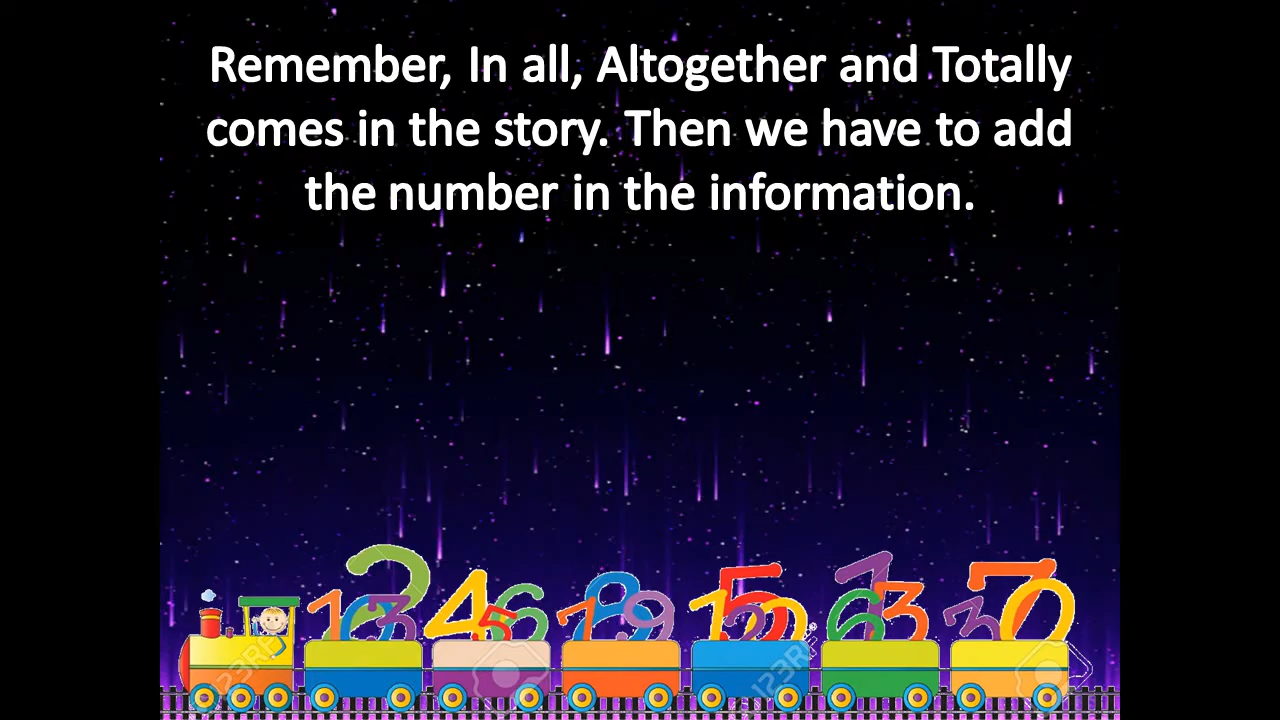 Remember, In all, Altogether and Totally
comes in the story. Then we have to add
the number in the information.